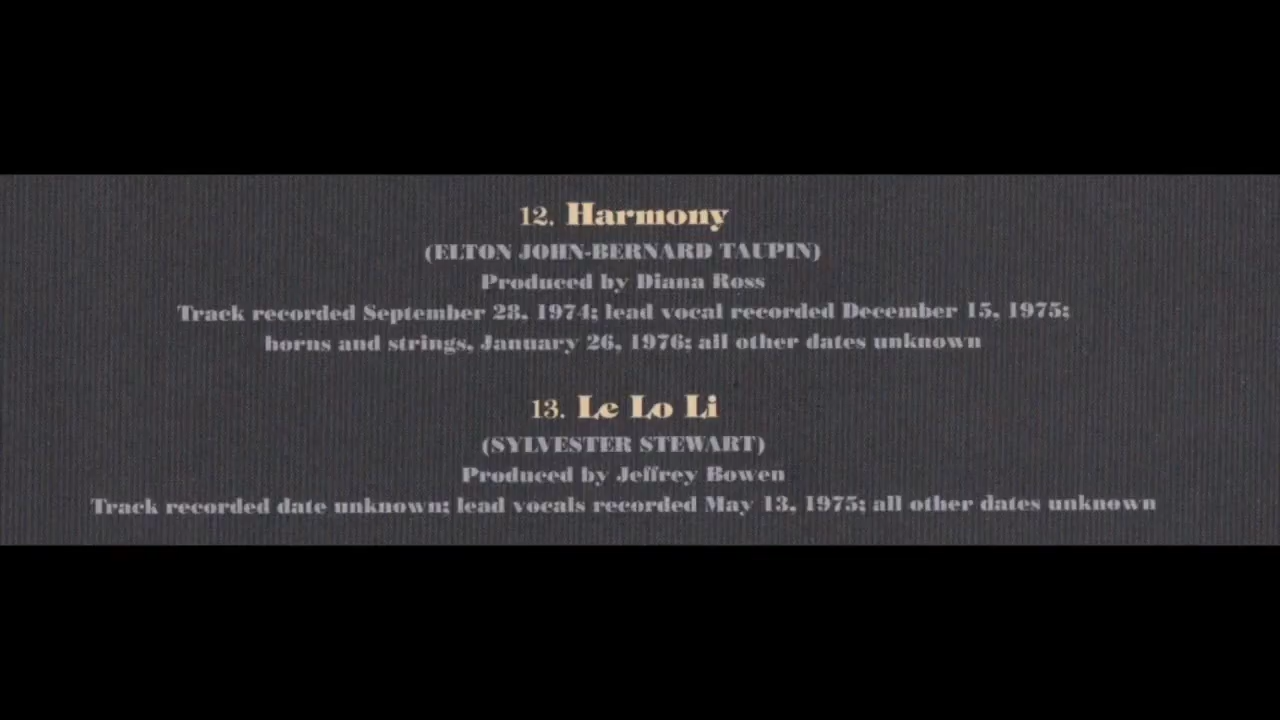 12. Harmony
(ELTON JOHN-BERNARD TAUPIN)
Produced by Diana Ross
Track recorded September 28, 1974; lead vocal recorded December 15, 1975;
horns and strings, January 26, 1976; all other dates unknown
13. Le Lo Li
(SYLVESTER STEWART)
Produced by Jeffrey Bowen
Track recorded date unknown; lead vocals recorded May 13, 1975; all other dates unknown